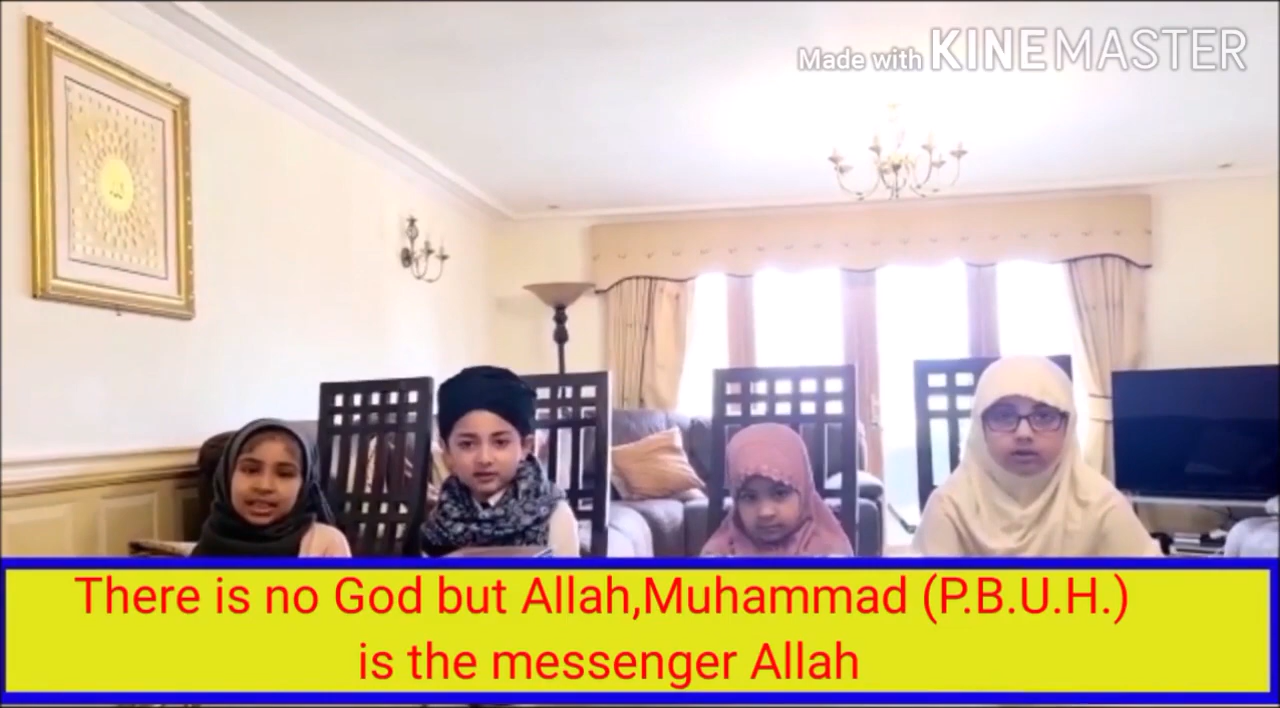 Made with KINEMASTER
There is no God but Allah,Muhammad (P.B.U.H.)
is the messenger Allah